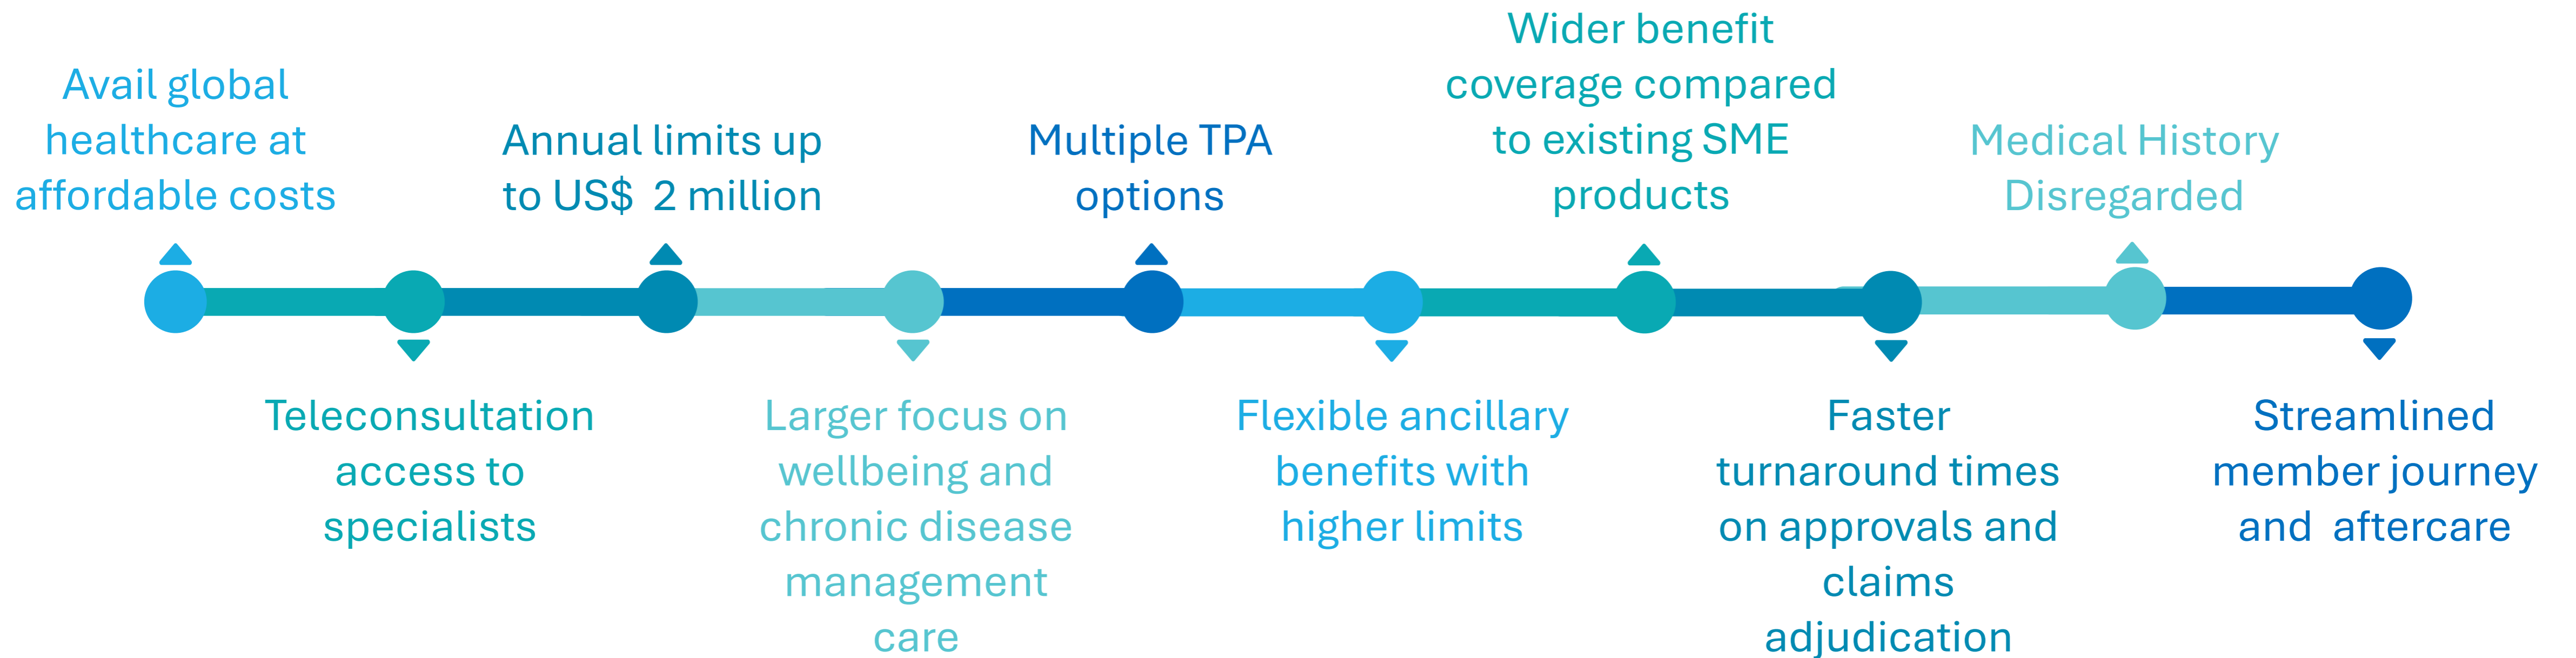 Avail global
healthcare at
affordable costs
Teleconsultation
access to
specialists
Annual limits up
to US$  2 million
Larger focus on
wellbeing and
chronic disease
management
care
Multiple TPA
options
Flexible ancillary
benefits with
higher limits
Wider benefit
coverage compared
to existing SME
products
Faster
turnaround times
on approvals and
claims
adjudication
Medical History
Disregarded
Streamlined
member journey
and  aftercare